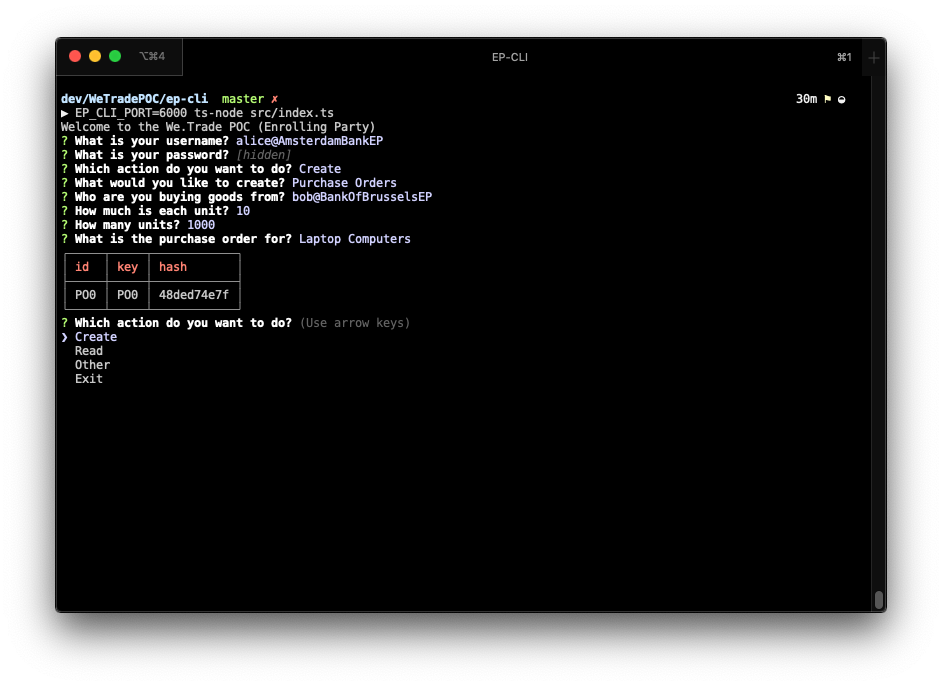 ⌥⌘4 EP-CLI ⌘1 +
dev/WeTradePOC/ep-cli master ✗ 30m ⚑ ◒
▶ EP_CLI_PORT=6000 ts-node src/index.ts
Welcome to the We.Trade POC (Enrolling Party)
? What is your username? alice@AmsterdamBankEP
? What is your password? [hidden]
? Which action do you want to do? Create
? What would you like to create? Purchase Orders
? Who are you buying goods from? bob@BankOfBrusselsEP
? How much is each unit? 10
? How many units? 1000
? What is the purchase order for? Laptop Computers
id key hash
PO0 PO0 48ded74e7f
? Which action do you want to do? (Use arrow keys)
❯ Create
Read
Other
Exit